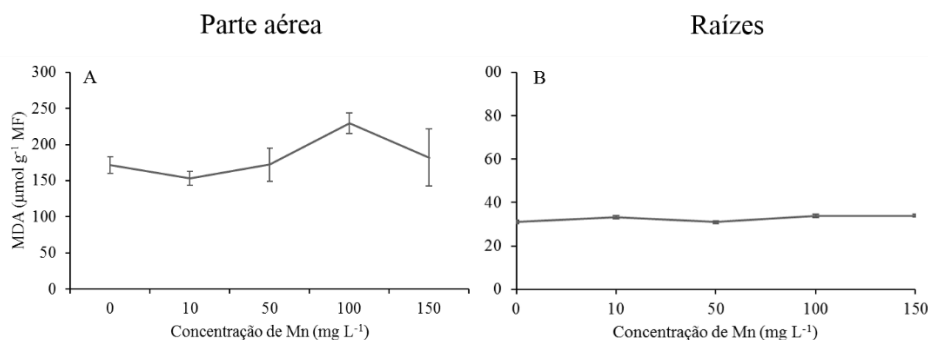 Parte aérea
Raízes
A
300
250
200
150
100
50
0
MDA (µmol g⁻¹ MF)
0 10 50 100 150
Concentração de Mn (mg L⁻¹)
B
00
80
60
40
20
0
0 10 50 100 150
Concentração de Mn (mg L⁻¹)